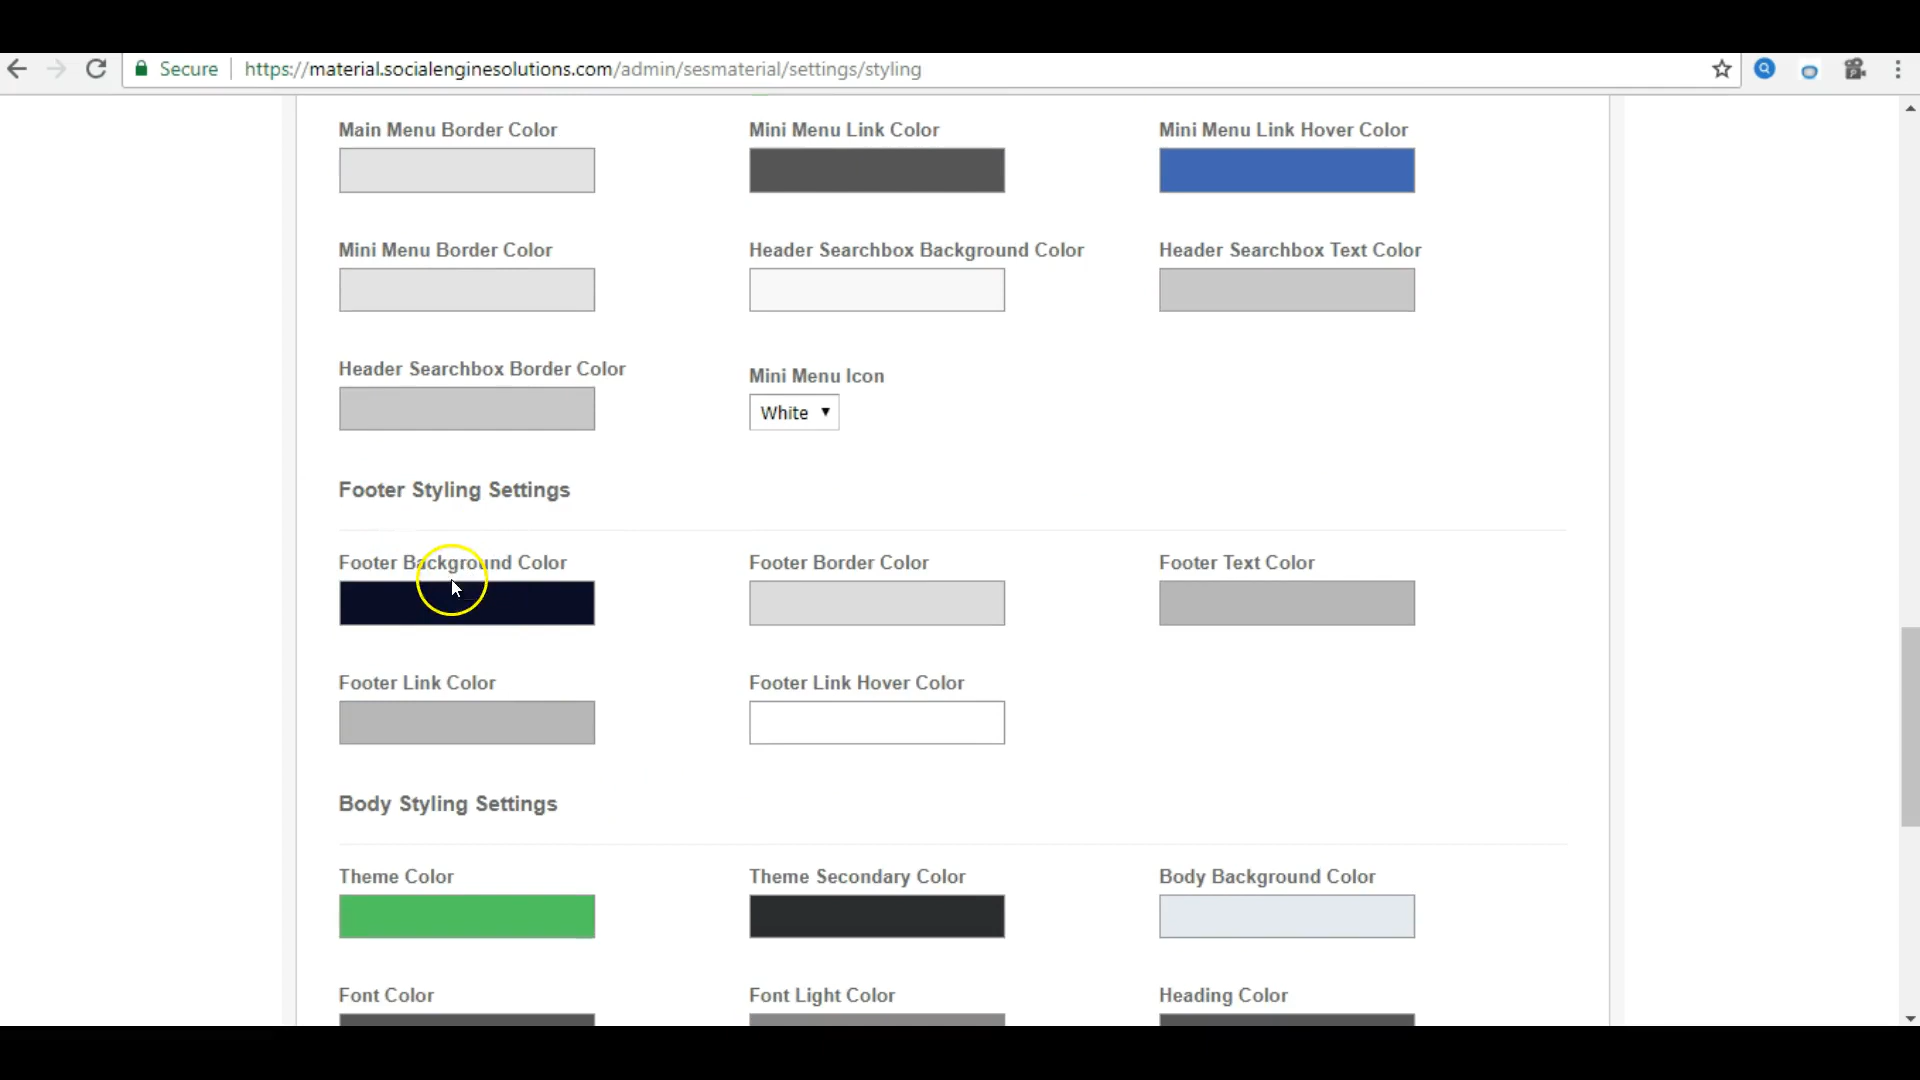 Secure
https://material.socialenginesolutions.com/admin/sesmaterial/settings/styling
Main Menu Border Color
Mini Menu Link Color
Mini Menu Link Hover Color
Mini Menu Border Color
Header Searchbox Background Color
Header Searchbox Text Color
Header Searchbox Border Color
Mini Menu Icon
White
Footer Styling Settings
Footer Background Color
Footer Border Color
Footer Text Color
Footer Link Color
Footer Link Hover Color
Body Styling Settings
Theme Color
Theme Secondary Color
Body Background Color
Font Color
Font Light Color
Heading Color